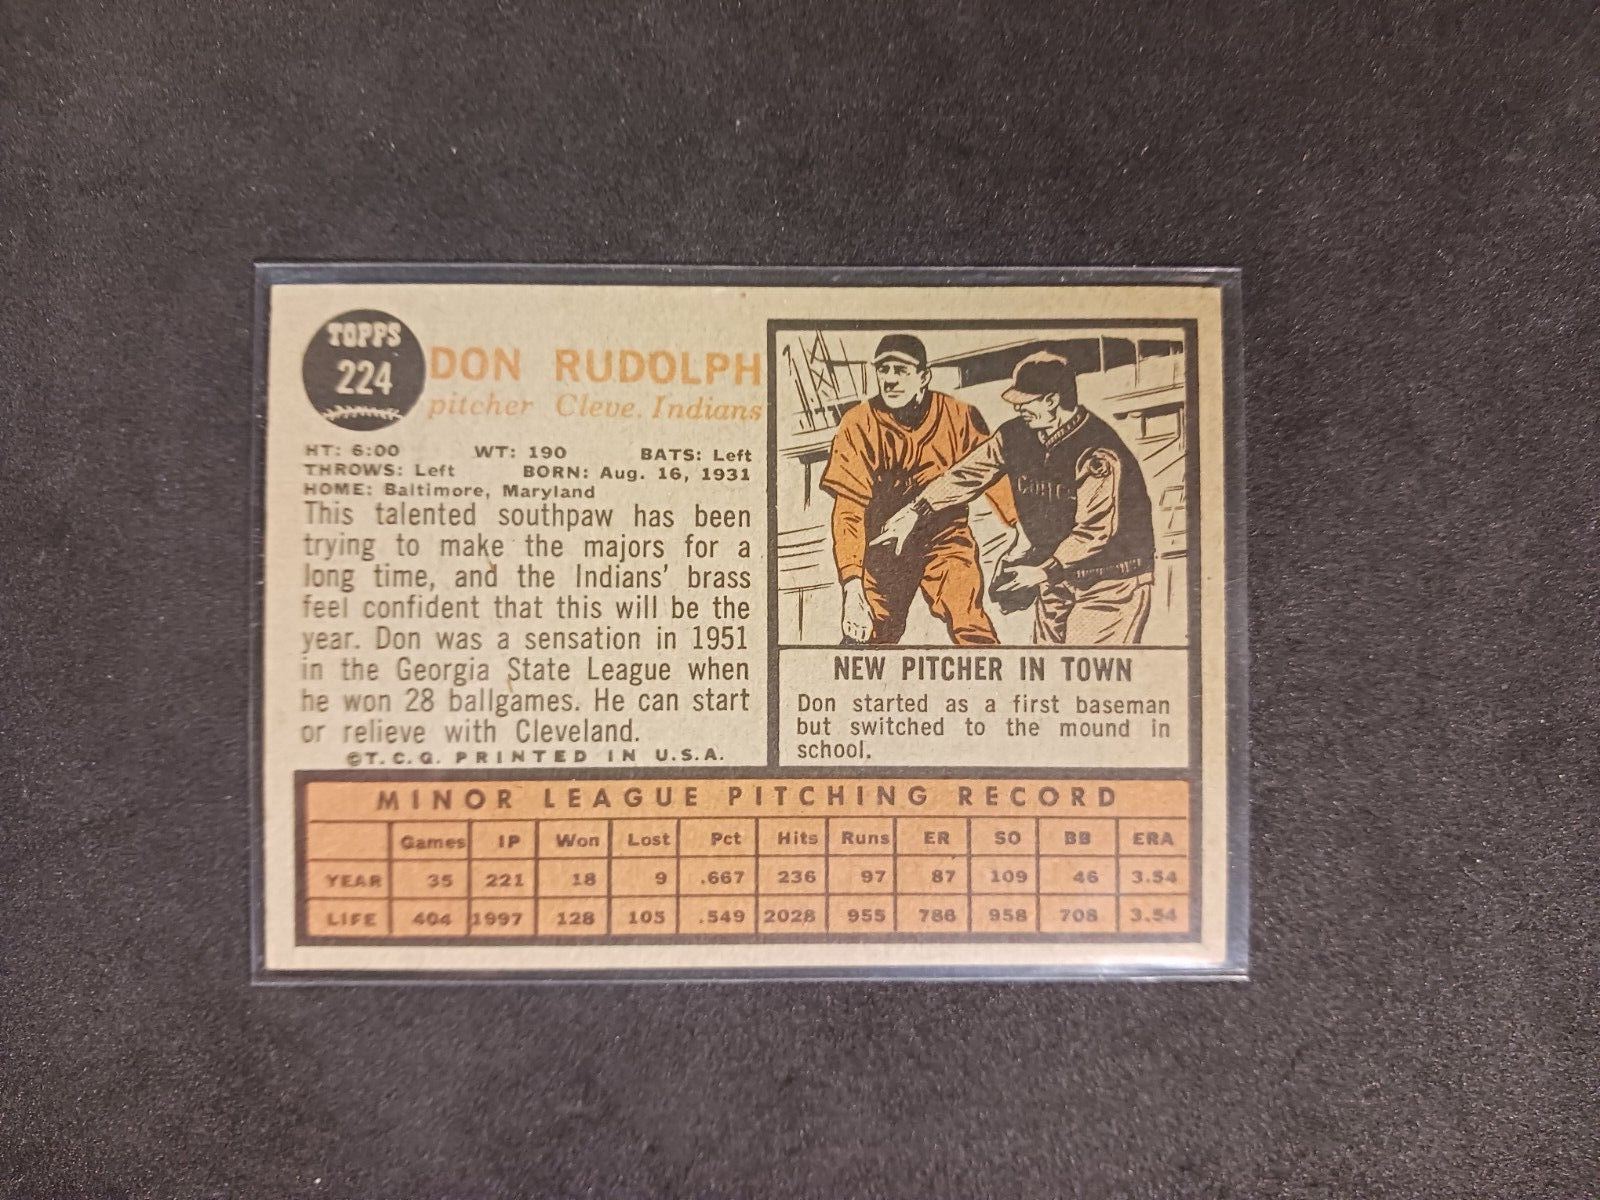 TOPPS
224
DON RUDOLPH
pitcher Cleve. Indians
HT: 6:00 WT: 190 BATS: Left
THROWS: Left BORN: Aug. 16, 1931
HOME: Baltimore, Maryland
This talented southpaw has been
trying to make the majors for a
long time, and the Indians' brass
feel confident that this will be the
year. Don was a sensation in 1951
in the Georgia State League when
he won 28 ballgames. He can start
or relieve with Cleveland.
©T.C.G. PRINTED IN U.S.A.
NEW PITCHER IN TOWN
Don started as a first baseman
but switched to the mound in
school.
MINOR LEAGUE PITCHING RECORD
Games IP Won Lost Pct Hits Runs ER SO BB ERA
YEAR 35 221 18 9 .667 236 97 87 109 46 3.54
LIFE 404 1997 128 105 .549 2028 955 786 958 708 3.54